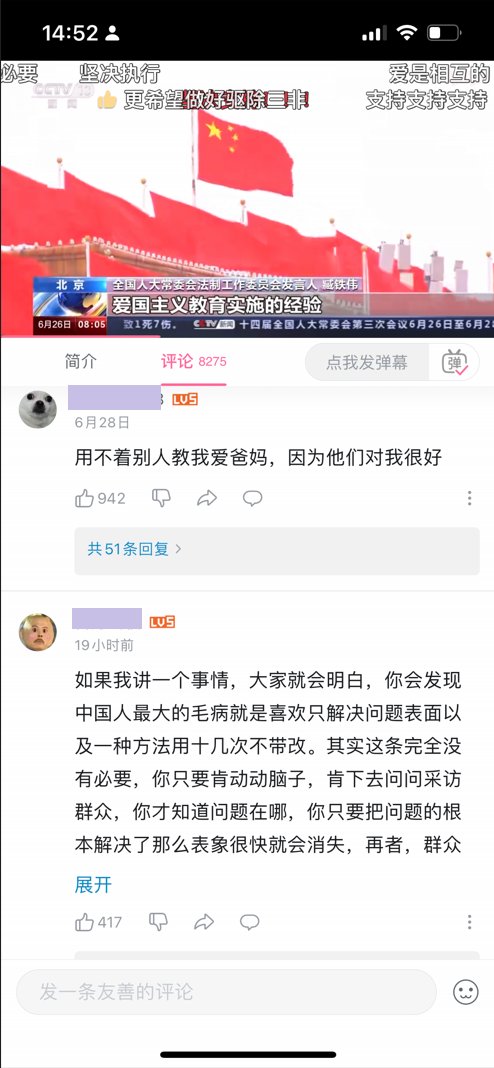 14:52
必要
坚决执行
爱是相互的
CCTV 13
新闻
更希望做好驱除三非
支持支持支持
北京
全国人大常委会法制工作委员会发言人 臧铁伟
爱国主义教育实施的经验
6月26日 08:05
致1死7伤。 CCTV 新闻 十四届全国人大常委会第三次会议6月26日至6月28
简介
评论 8275
点我发弹幕
弹
LV5
6月28日
用不着别人教我爱爸妈，因为他们对我很好
942
共51条回复
LV5
19小时前
如果我讲一个事情，大家就会明白，你会发现
中国人最大的毛病就是喜欢只解决问题表面以
及一种方法用十几次不带改。其实这条完全没
有必要，你只要肯动动脑子，肯下去问问采访
群众，你才知道问题在哪，你只要把问题的根
本解决了那么表象很快就会消失，再者，群众
展开
417
发一条友善的评论